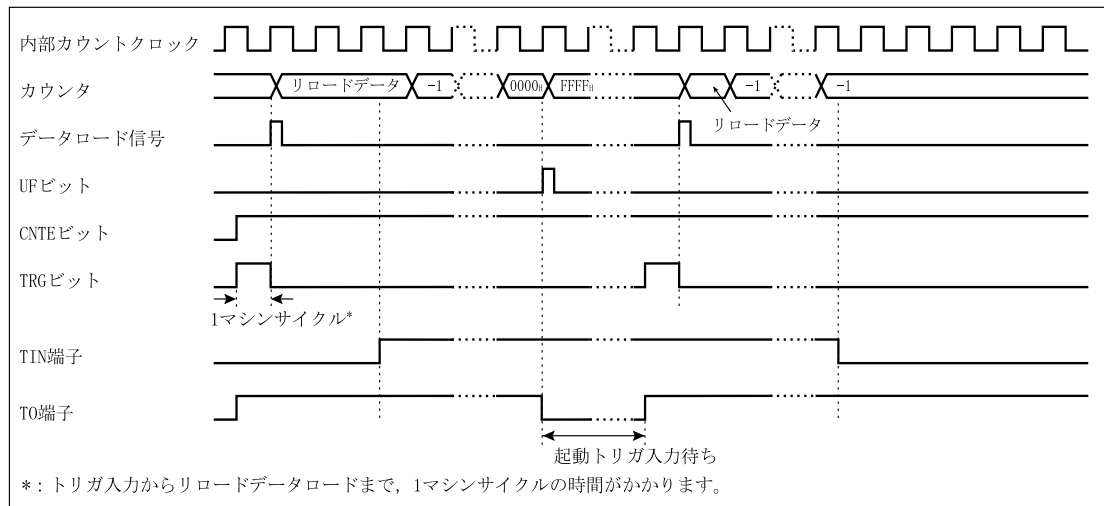 内部カウントクロック
カウンタ
リロードデータ
-1
0000H
FFFFH
-1
-1
リロードデータ
データロード信号
UFビット
CNTEビット
TRGビット
1マシンサイクル*
TIN端子
TO端子
起動トリガ入力待ち
*：トリガ入力からリロードデータロードまで，1マシンサイクルの時間がかかります。